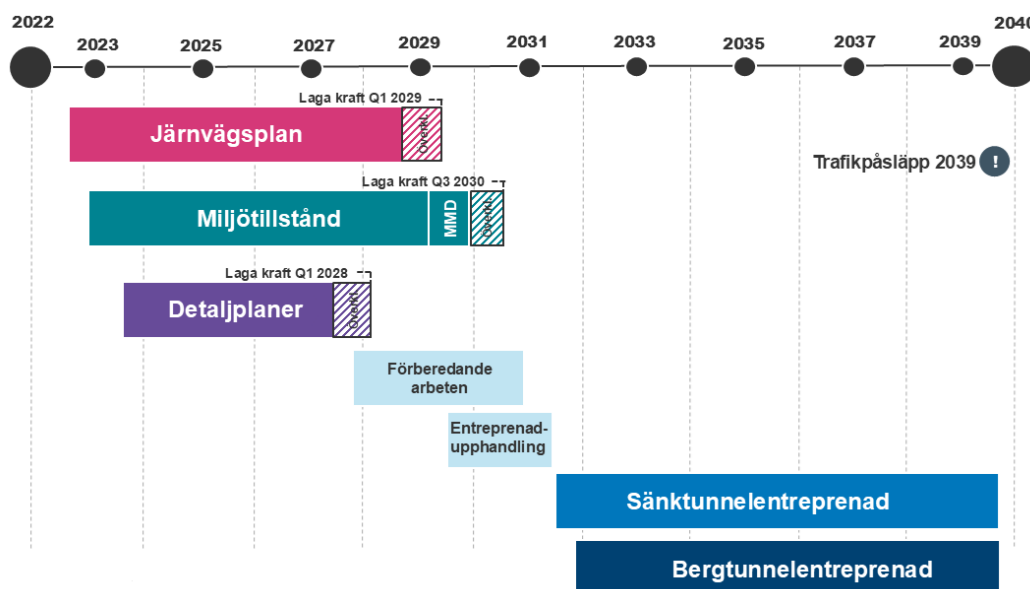 2022
2023
2025
2027
2029
2031
2033
2035
2037
2039
2040
Laga kraft Q1 2029
Järnvägsplan
Överkl.
Trafikpåsläpp 2039
!
Laga kraft Q3 2030
Miljötillstånd
MMD
Överkl.
Laga kraft Q1 2028
Detaljplaner
Överkl.
Förberedande
arbeten
Entreprenad-
upphandling
Sänktunnelentreprenad
Bergtunnelentreprenad